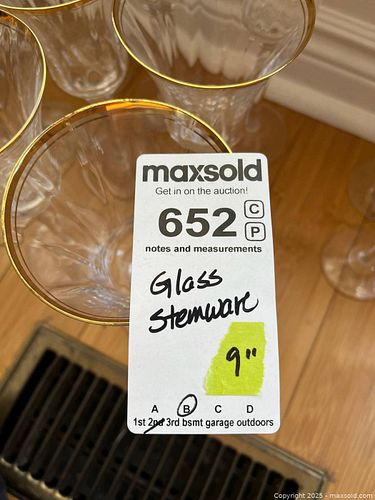 maxsold
Get in on the auction!
652 C
P
notes and measurements
Glass
Stemware
9"
A B C D
1st 2nd 3rd bsmt garage outdoors
Copyright 2025 - maxsold.com